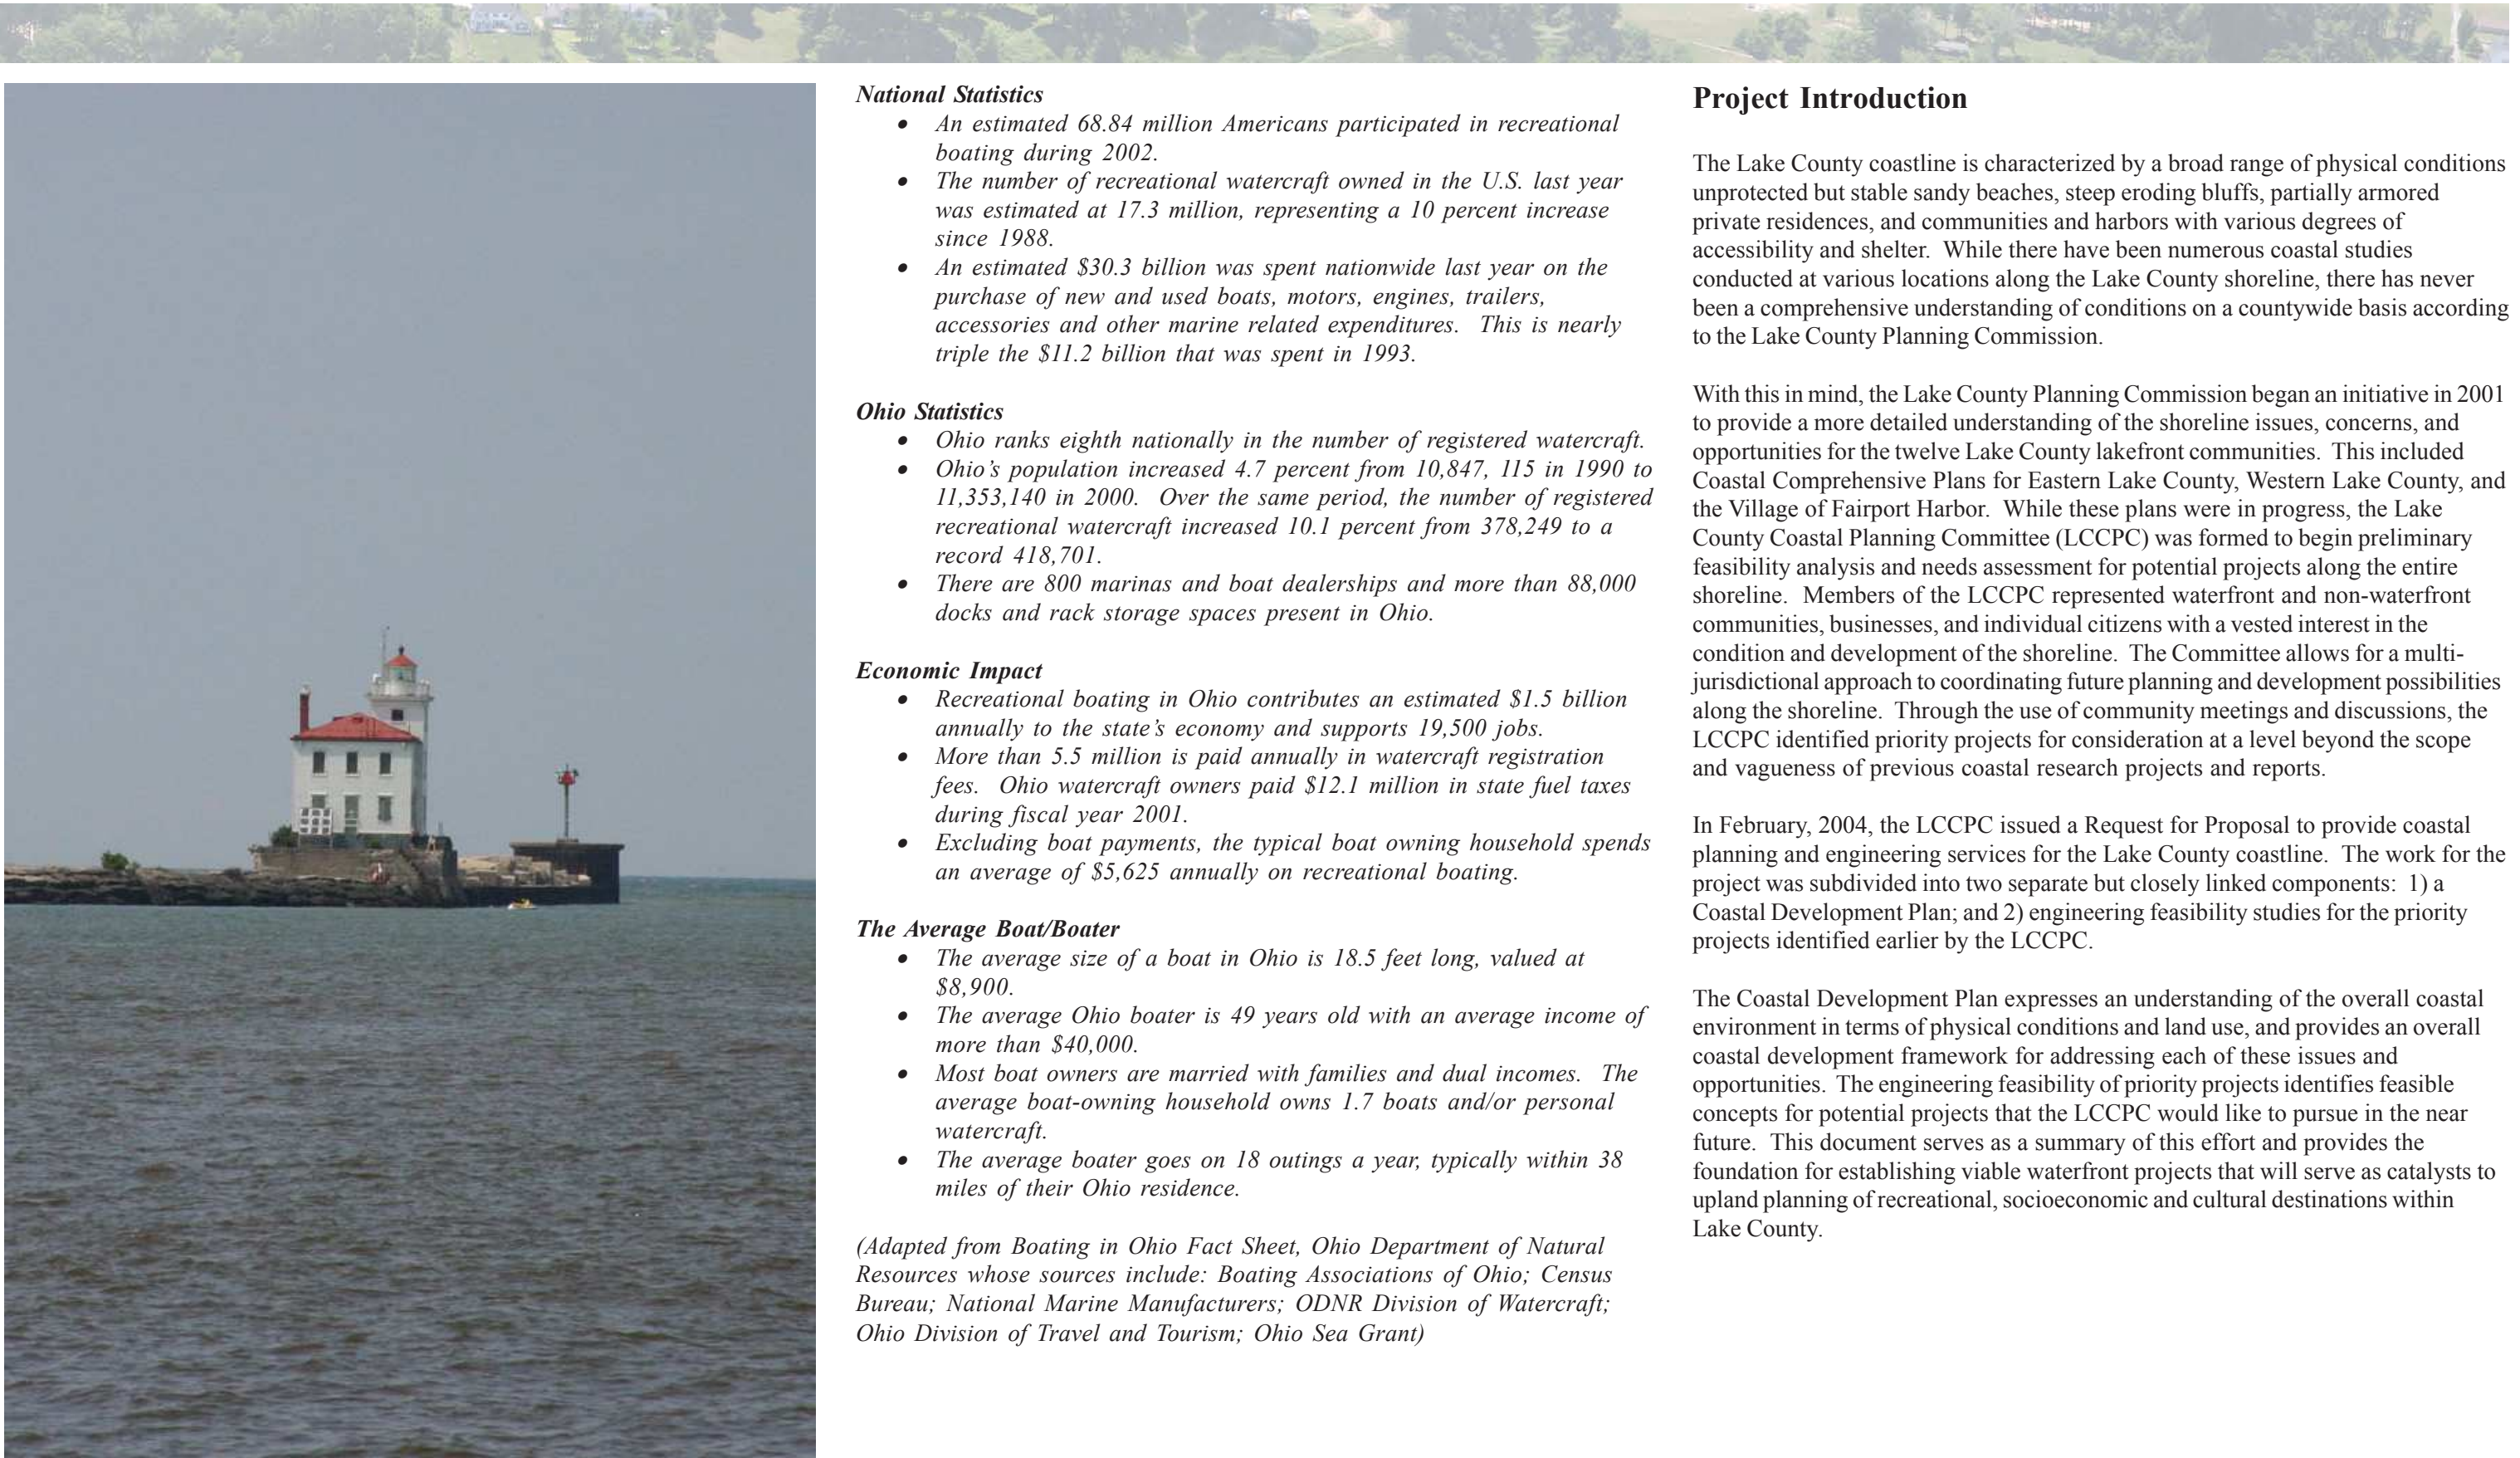 National Statistics
• An estimated 68.84 million Americans participated in recreational
boating during 2002.
• The number of recreational watercraft owned in the U.S. last year
was estimated at 17.3 million, representing a 10 percent increase
since 1988.
• An estimated $30.3 billion was spent nationwide last year on the
purchase of new and used boats, motors, engines, trailers,
accessories and other marine related expenditures. This is nearly
triple the $11.2 billion that was spent in 1993.
Ohio Statistics
• Ohio ranks eighth nationally in the number of registered watercraft.
• Ohio’s population increased 4.7 percent from 10,847, 115 in 1990 to
11,353,140 in 2000. Over the same period, the number of registered
recreational watercraft increased 10.1 percent from 378,249 to a
record 418,701.
• There are 800 marinas and boat dealerships and more than 88,000
docks and rack storage spaces present in Ohio.
Economic Impact
• Recreational boating in Ohio contributes an estimated $1.5 billion
annually to the state’s economy and supports 19,500 jobs.
• More than 5.5 million is paid annually in watercraft registration
fees. Ohio watercraft owners paid $12.1 million in state fuel taxes
during fiscal year 2001.
• Excluding boat payments, the typical boat owning household spends
an average of $5,625 annually on recreational boating.
The Average Boat/Boater
• The average size of a boat in Ohio is 18.5 feet long, valued at
$8,900.
• The average Ohio boater is 49 years old with an average income of
more than $40,000.
• Most boat owners are married with families and dual incomes. The
average boat-owning household owns 1.7 boats and/or personal
watercraft.
• The average boater goes on 18 outings a year, typically within 38
miles of their Ohio residence.
(Adapted from Boating in Ohio Fact Sheet, Ohio Department of Natural
Resources whose sources include: Boating Associations of Ohio; Census
Bureau; National Marine Manufacturers; ODNR Division of Watercraft;
Ohio Division of Travel and Tourism; Ohio Sea Grant)
Project Introduction
The Lake County coastline is characterized by a broad range of physical conditions
unprotected but stable sandy beaches, steep eroding bluffs, partially armored
private residences, and communities and harbors with various degrees of
accessibility and shelter. While there have been numerous coastal studies
conducted at various locations along the Lake County shoreline, there has never
been a comprehensive understanding of conditions on a countywide basis according
to the Lake County Planning Commission.
With this in mind, the Lake County Planning Commission began an initiative in 2001
to provide a more detailed understanding of the shoreline issues, concerns, and
opportunities for the twelve Lake County lakefront communities. This included
Coastal Comprehensive Plans for Eastern Lake County, Western Lake County, and
the Village of Fairport Harbor. While these plans were in progress, the Lake
County Coastal Planning Committee (LCCPC) was formed to begin preliminary
feasibility analysis and needs assessment for potential projects along the entire
shoreline. Members of the LCCPC represented waterfront and non-waterfront
communities, businesses, and individual citizens with a vested interest in the
condition and development of the shoreline. The Committee allows for a multi-
jurisdictional approach to coordinating future planning and development possibilities
along the shoreline. Through the use of community meetings and discussions, the
LCCPC identified priority projects for consideration at a level beyond the scope
and vagueness of previous coastal research projects and reports.
In February, 2004, the LCCPC issued a Request for Proposal to provide coastal
planning and engineering services for the Lake County coastline. The work for the
project was subdivided into two separate but closely linked components: 1) a
Coastal Development Plan; and 2) engineering feasibility studies for the priority
projects identified earlier by the LCCPC.
The Coastal Development Plan expresses an understanding of the overall coastal
environment in terms of physical conditions and land use, and provides an overall
coastal development framework for addressing each of these issues and
opportunities. The engineering feasibility of priority projects identifies feasible
concepts for potential projects that the LCCPC would like to pursue in the near
future. This document serves as a summary of this effort and provides the
foundation for establishing viable waterfront projects that will serve as catalysts to
upland planning of recreational, socioeconomic and cultural destinations within
Lake County.